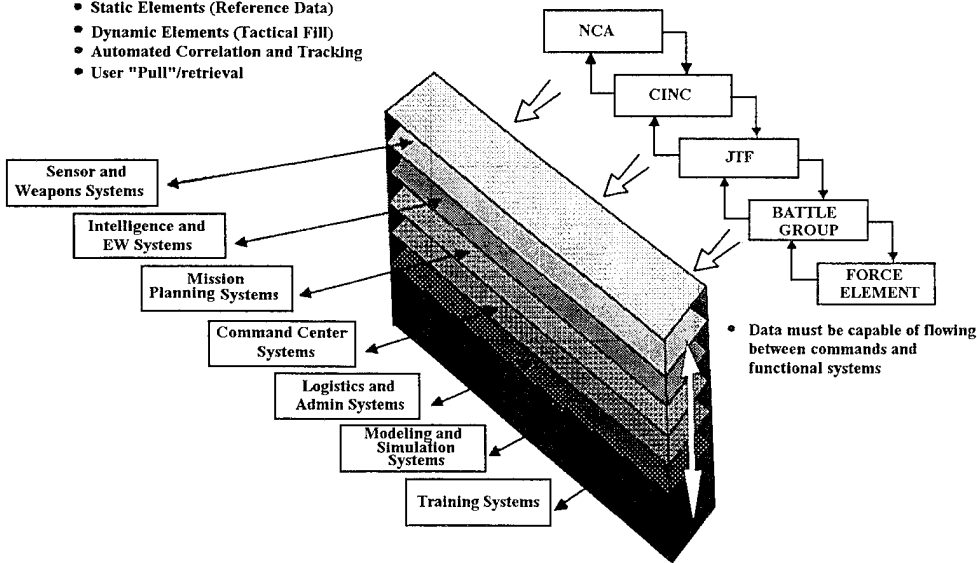 • Static Elements (Reference Data)
• Dynamic Elements (Tactical Fill)
• Automated Correlation and Tracking
• User "Pull"/retrieval
NCA
CINC
JTF
BATTLE
GROUP
FORCE
ELEMENT
Sensor and
Weapons Systems
Intelligence and
EW Systems
Mission
Planning Systems
Command Center
Systems
Logistics and
Admin Systems
Modeling and
Simulation
Systems
Training Systems
• Data must be capable of flowing
between commands and
functional systems